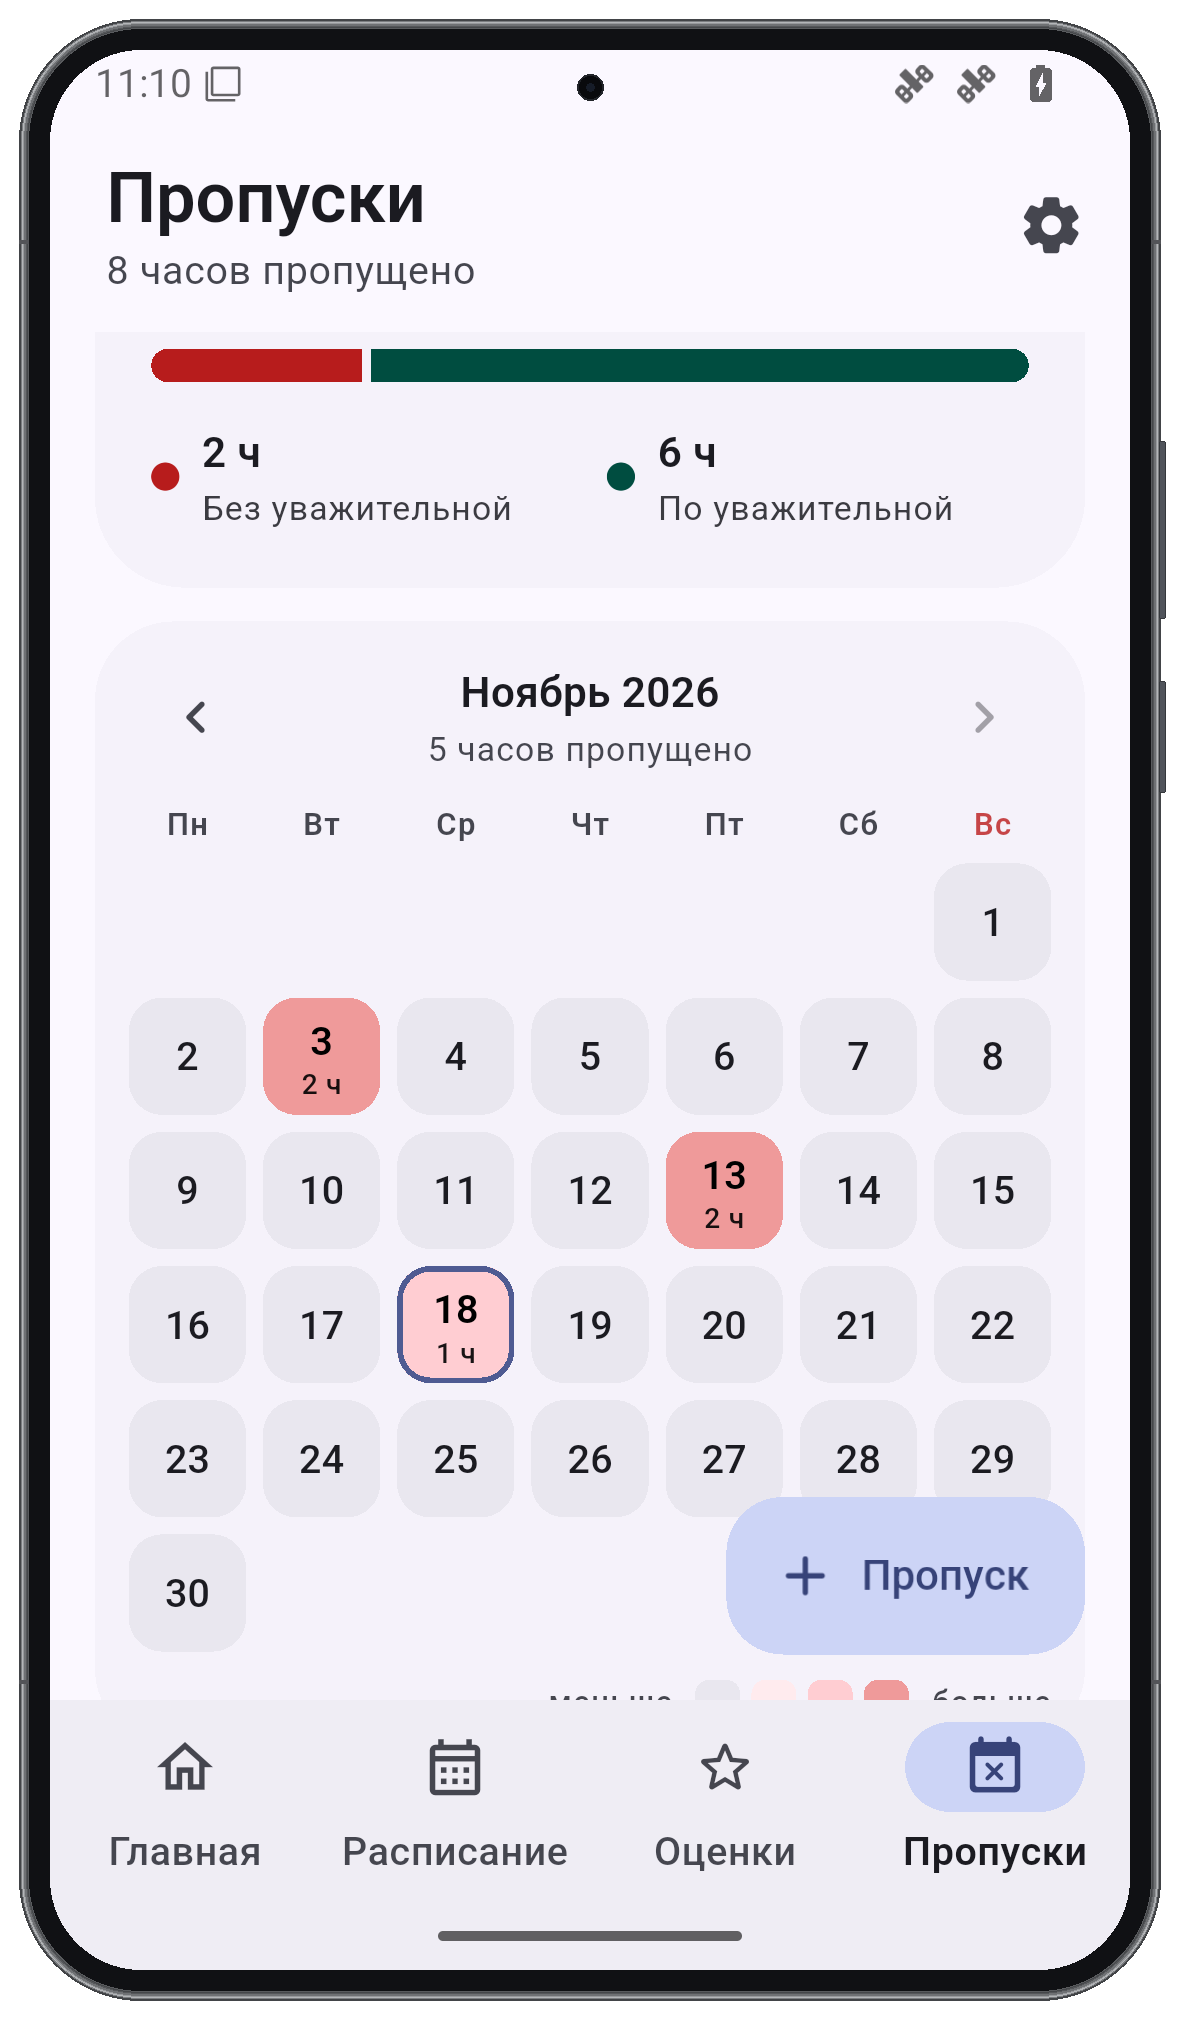 11:10
Пропуски
8 часов пропущено
2 ч
Без уважительной
6 ч
По уважительной
Ноябрь 2026
5 часов пропущено
Пн Вт Ср Чт Пт Сб Вс
1
2 3 4 5 6 7 8
2 ч
9 10 11 12 13 14 15
2 ч
16 17 18 19 20 21 22
1 ч
23 24 25 26 27 28 29
30
+ Пропуск
меньше больше
Главная Расписание Оценки Пропуски